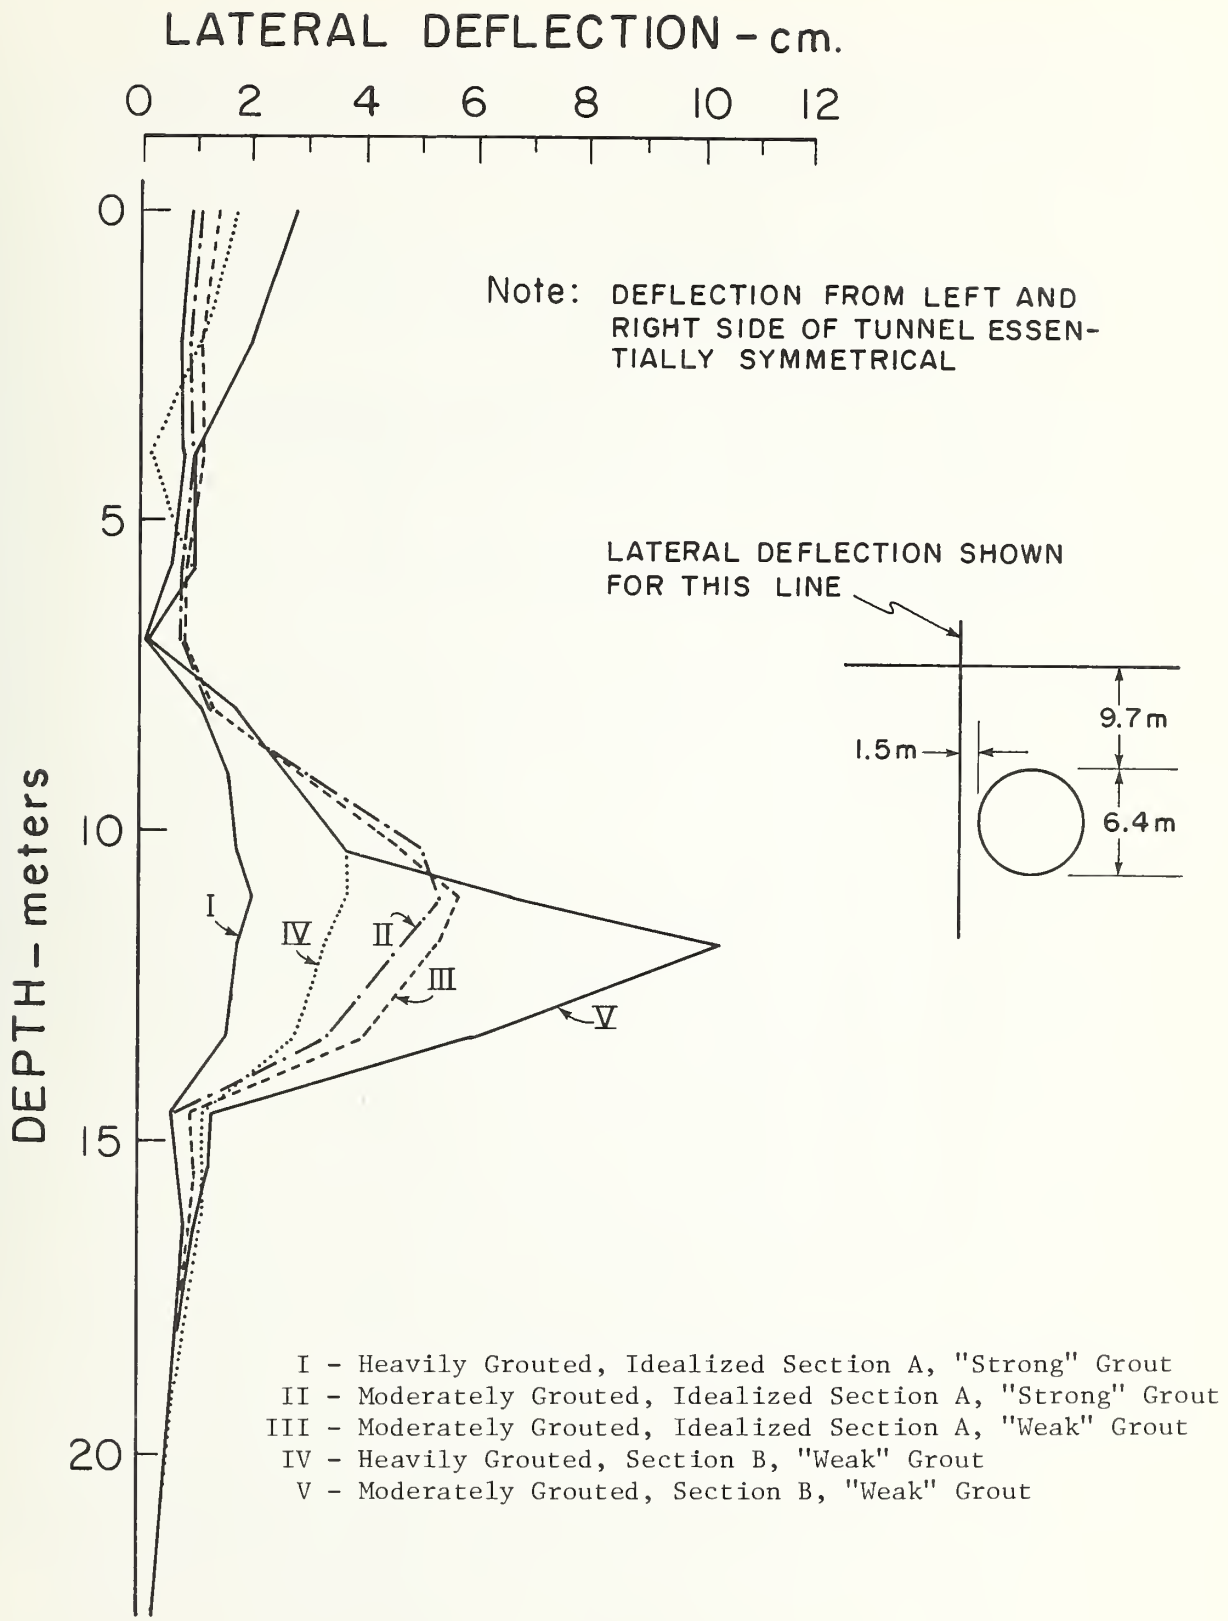 LATERAL DEFLECTION - cm.
0 2 4 6 8 10 12
0
Note: DEFLECTION FROM LEFT AND
RIGHT SIDE OF TUNNEL ESSEN-
TIALLY SYMMETRICAL
5
LATERAL DEFLECTION SHOWN
FOR THIS LINE
9.7m
1.5m
6.4m
DEPTH - meters
10
I
IV
II
III
V
15
20
I - Heavily Grouted, Idealized Section A, "Strong" Grout
II - Moderately Grouted, Idealized Section A, "Strong" Grout
III - Moderately Grouted, Idealized Section A, "Weak" Grout
IV - Heavily Grouted, Section B, "Weak" Grout
V - Moderately Grouted, Section B, "Weak" Grout